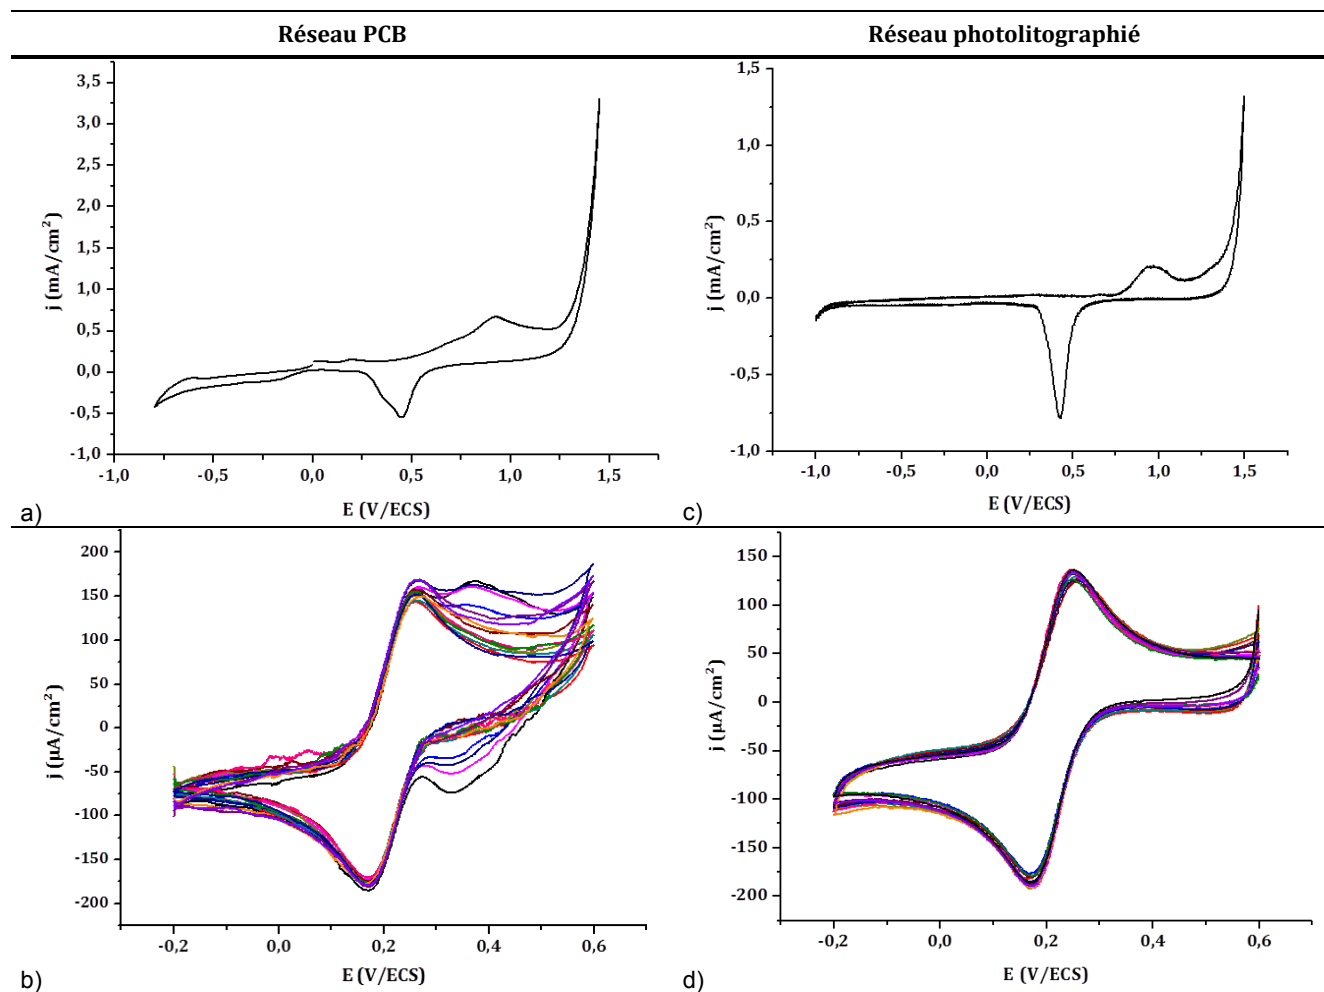 Réseau PCB
Réseau photolitographié
3,5
3,0
2,5
2,0
1,5
1,0
0,5
0,0
-0,5
-1,0
j (mA/cm²)
-1,0 -0,5 0,0 0,5 1,0 1,5
E (V/ECS)
a)
1,5
1,0
0,5
0,0
-0,5
-1,0
j (mA/cm²)
-1,0 -0,5 0,0 0,5 1,0 1,5
E (V/ECS)
c)
200
150
100
50
0
-50
-100
-150
-200
j (µA/cm²)
-0,2 0,0 0,2 0,4 0,6
E (V/ECS)
b)
150
100
50
0
-50
-100
-150
-200
j (µA/cm²)
-0,2 0,0 0,2 0,4 0,6
E (V/ECS)
d)